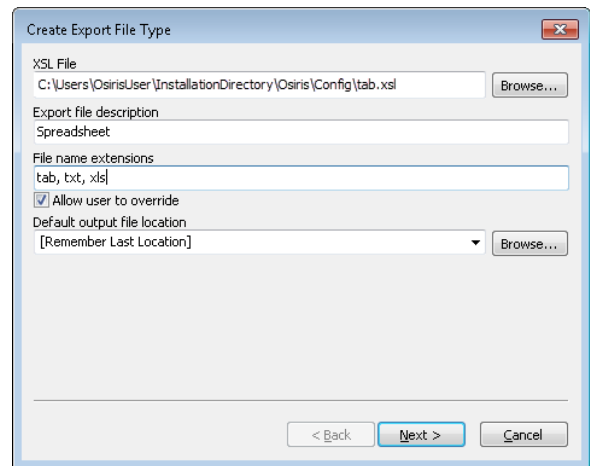 Create Export File Type
XSL File
C:\Users\OsirisUser\InstallationDirectory\Osiris\Config\tab.xsl
Browse...
Export file description
Spreadsheet
File name extensions
tab, txt, xls
Allow user to override
Default output file location
[Remember Last Location]
Browse...
< Back
Next >
Cancel